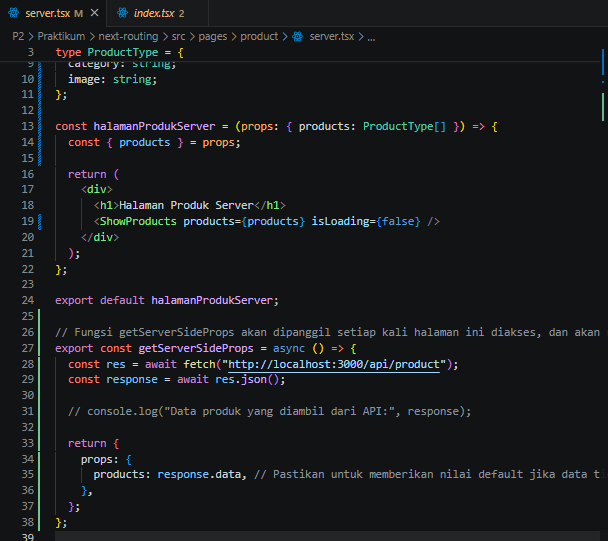 server.tsx M ×
index.tsx 2
P2 > Praktikum > next-routing > src > pages > product > server.tsx > ...
3 type ProductType = {
9 category: string;
10 image: string;
11 };
12
13 const halamanProdukServer = (props: { products: ProductType[] }) => {
14 const { products } = props;
15
16 return (
17 <div>
18 <h1>Halaman Produk Server</h1>
19 <ShowProducts products={products} isLoading={false} />
20 </div>
21 );
22 };
23
24 export default halamanProdukServer;
25
26 // Fungsi getServerSideProps akan dipanggil setiap kali halaman ini diakses, dan akan
27 export const getServerSideProps = async () => {
28 const res = await fetch("http://localhost:3000/api/product");
29 const response = await res.json();
30
31 // console.log("Data produk yang diambil dari API:", response);
32
33 return {
34 props: {
35 products: response.data, // Pastikan untuk memberikan nilai default jika data t
36 },
37 };
38 };
39